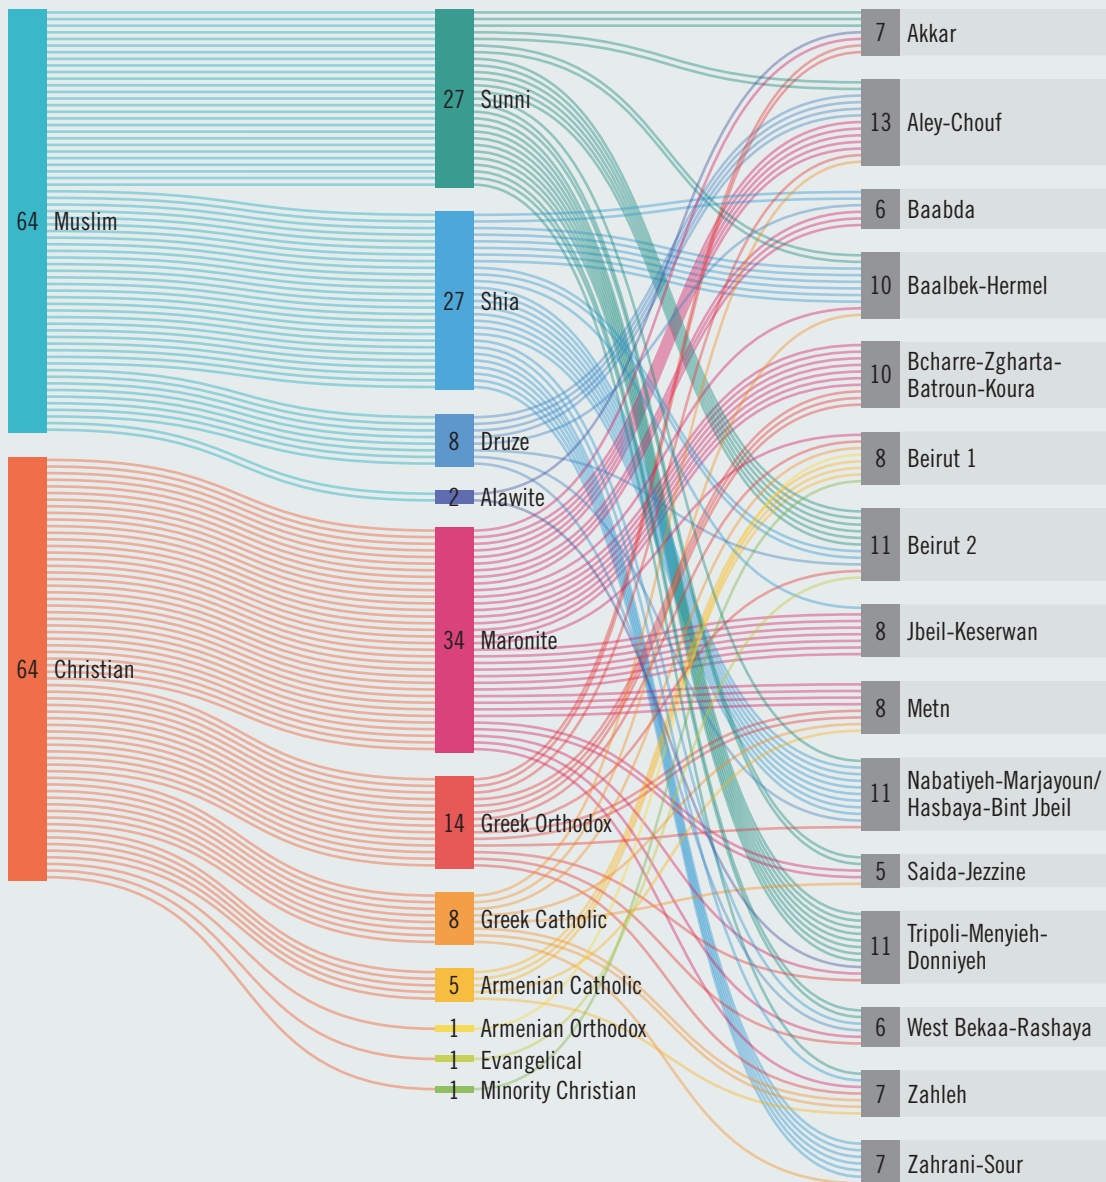 64 Muslim
64 Christian
27 Sunni
27 Shia
8 Druze
2 Alawite
34 Maronite
14 Greek Orthodox
8 Greek Catholic
5 Armenian Catholic
1 Armenian Orthodox
1 Evangelical
1 Minority Christian
7 Akkar
13 Aley-Chouf
6 Baabda
10 Baalbek-Hermel
10 Bcharre-Zgharta-
Batroun-Koura
8 Beirut 1
11 Beirut 2
8 Jbeil-Keserwan
8 Metn
11 Nabatiyeh-Marjayoun/
Hasbaya-Bint Jbeil
5 Saida-Jezzine
11 Tripoli-Menyieh-
Donniyeh
6 West Bekaa-Rashaya
7 Zahleh
7 Zahrani-Sour